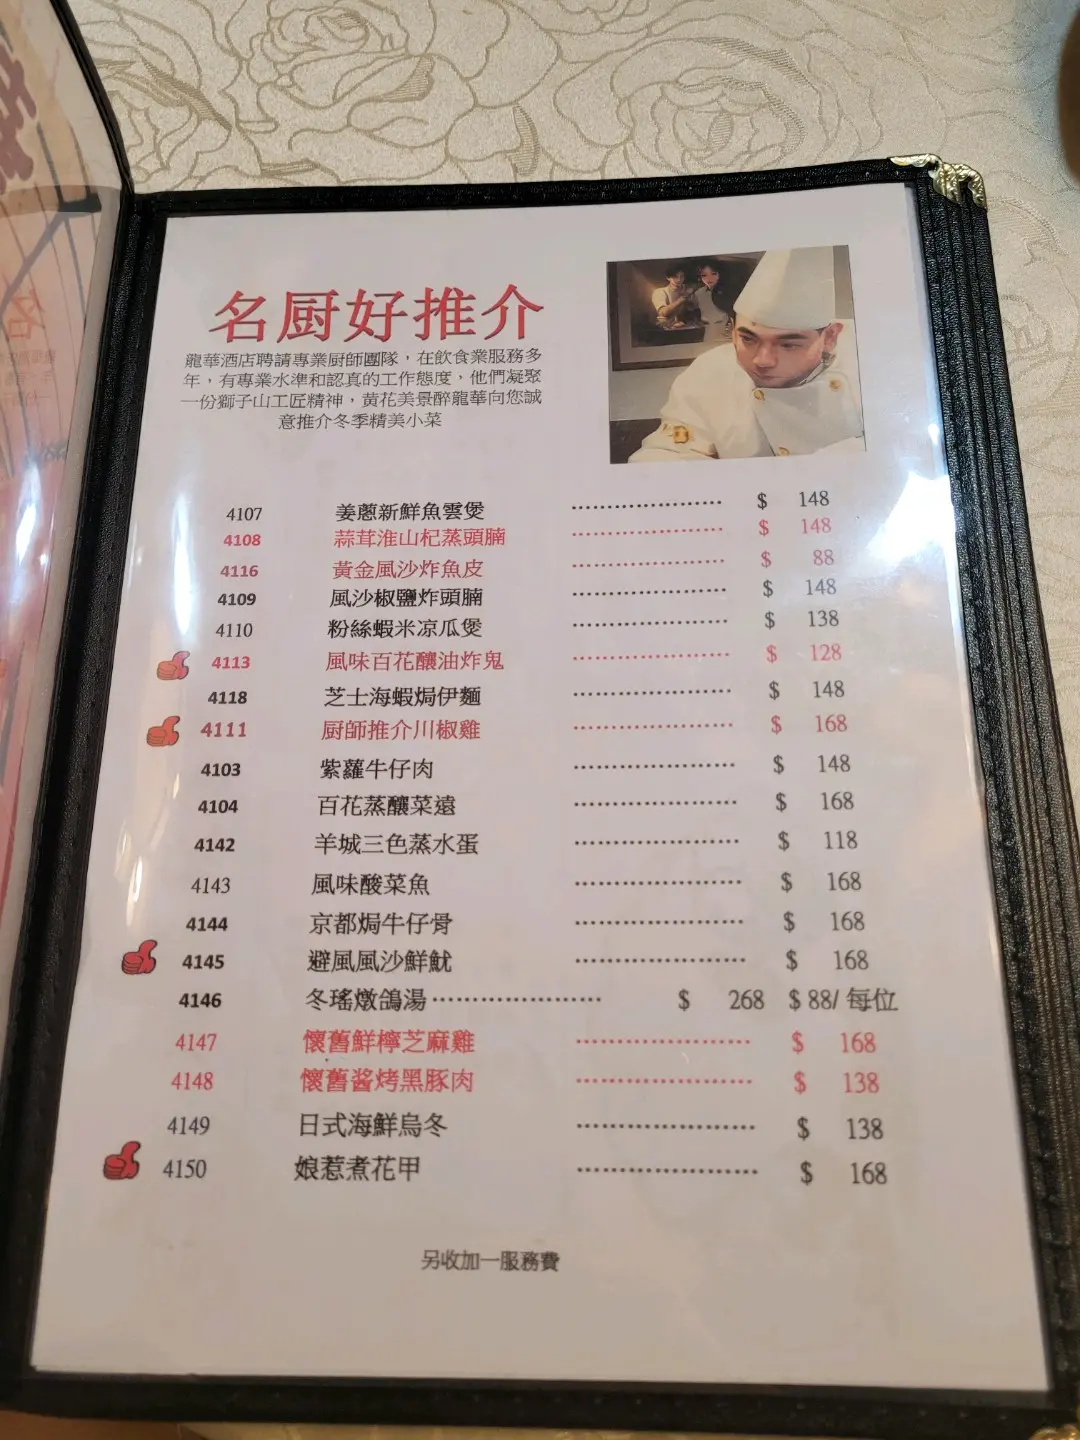 名厨好推介
龍華酒店聘請專業厨師團隊，在飲食業服務多
年，有專業水準和認真的工作態度，他們凝聚
一份獅子山工匠精神，黃花美景醉龍華向您誠
意推介冬季精美小菜
4107 姜蔥新鮮魚雲煲 ………………… $ 148
4108 蒜茸淮山杞蒸頭腩 ………………… $ 148
4116 黃金風沙炸魚皮 ………………… $ 88
4109 風沙椒鹽炸頭腩 ………………… $ 148
4110 粉絲蝦米凉瓜煲 ………………… $ 138
4113 風味百花釀油炸鬼 ………………… $ 128
4118 芝士海蝦焗伊麵 ………………… $ 148
4111 厨師推介川椒雞 ………………… $ 168
4103 紫蘿牛仔肉 ………………… $ 148
4104 百花蒸釀菜遠 ………………… $ 168
4142 羊城三色蒸水蛋 ………………… $ 118
4143 風味酸菜魚 ………………… $ 168
4144 京都焗牛仔骨 ………………… $ 168
4145 避風風沙鮮魷 ………………… $ 168
4146 冬瑤燉鴿湯 ………………… $ 268 $ 88/ 每位
4147 懷舊鮮檸芝麻雞 ………………… $ 168
4148 懷舊酱烤黑豚肉 ………………… $ 138
4149 日式海鮮烏冬 ………………… $ 138
4150 娘惹煮花甲 ………………… $ 168
另收加一服務費